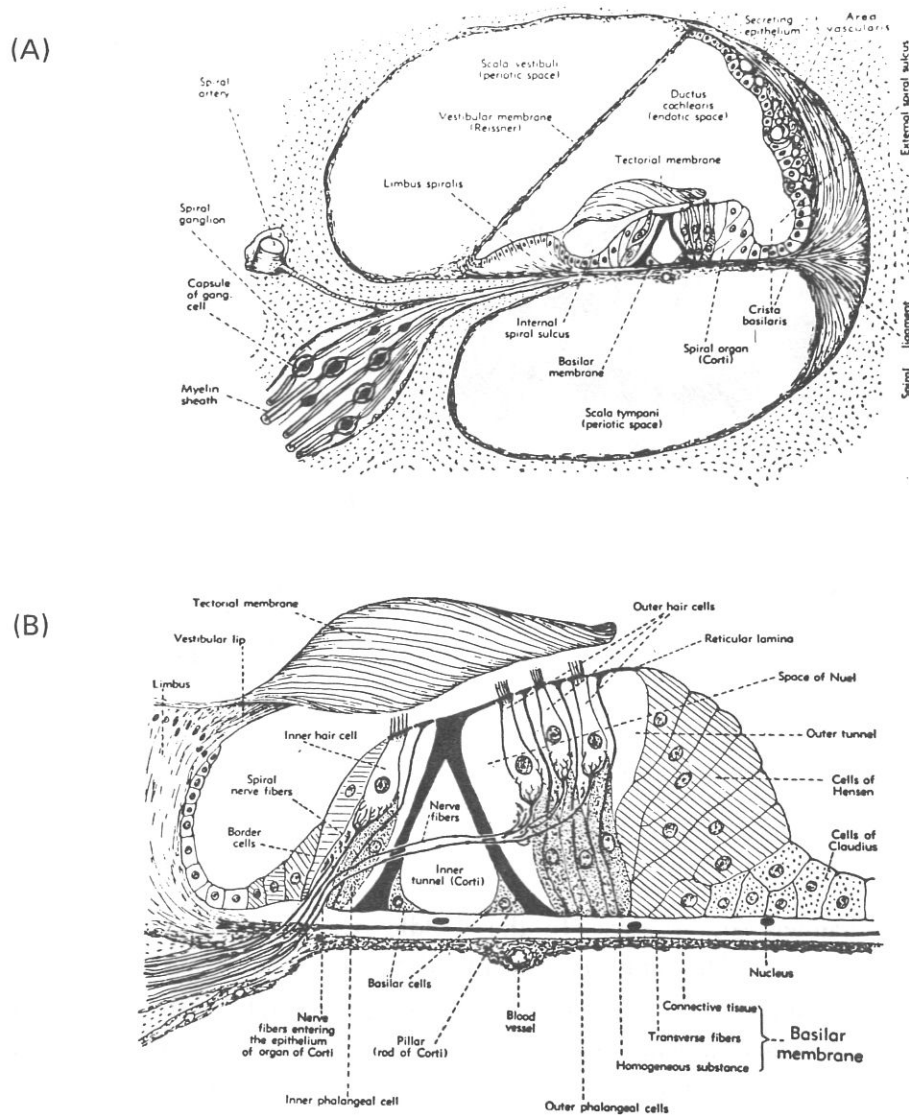 (A)
Secreting
epithelium
Area
vascularis
External spiral sulcus
Scala vestibuli
(periotic space)
Spiral
artery
Ductus
cochlearis
(endotic space)
Vestibular membrane
(Reissner)
Tectorial membrane
Limbus spiralis
Spiral
ganglion
Capsule
of gang.
cell
Internal
spiral sulcus
Crista
basilaris
Basilar
membrane
Spiral organ
(Corti)
Myelin
sheath
Scala tympani
(periotic space)
Spiral ligament
(B)
Tectorial membrane
Outer hair cells
Vestibular lip
Reticular lamina
Limbus
Space of Nuel
Inner hair cell
Outer tunnel
Spiral
nerve fibers
Nerve
fibers
Cells of
Hensen
Border
cells
Cells of
Claudius
Inner
tunnel (Corti)
Basilar cells
Nucleus
Nerve
fibers entering
the epithelium
of organ of Corti
Pillar
(rod of Corti)
Blood
vessel
Connective tissue
Transverse fibers
Homogeneous substance
Basilar
membrane
Inner phalangeal cell
Outer phalangeal cells